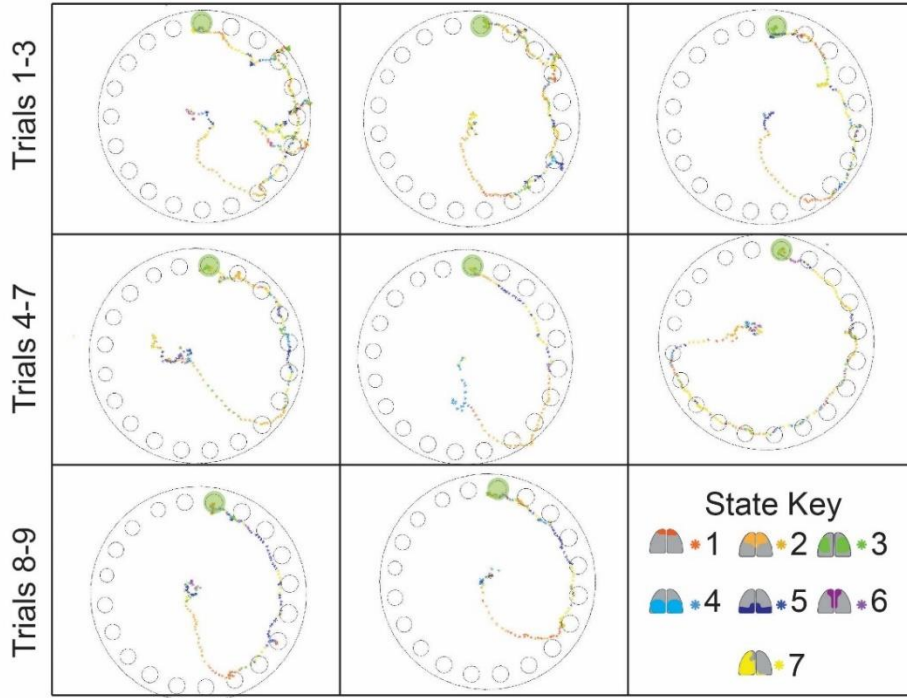 Trials 1-3
Trials 4-7
Trials 8-9
State Key
* 1 * 2 * 3
* 4 * 5 * 6
* 7